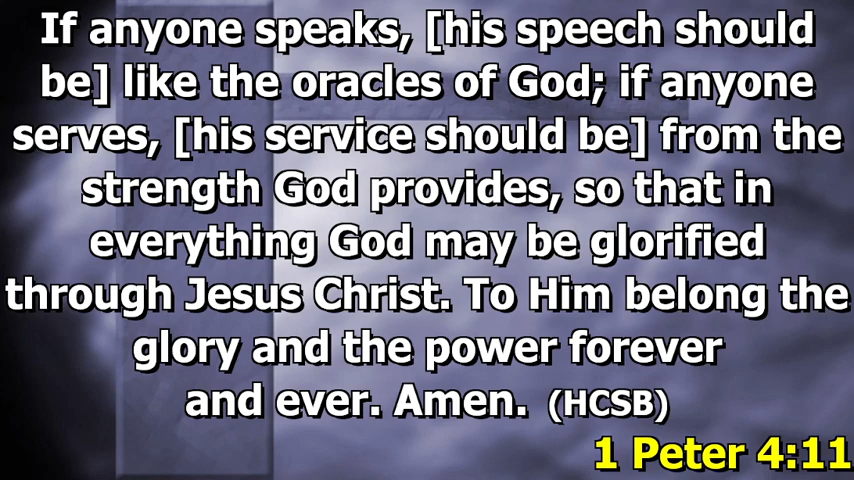 If anyone speaks, [his speech should
be] like the oracles of God; if anyone
serves, [his service should be] from the
strength God provides, so that in
everything God may be glorified
through Jesus Christ. To Him belong the
glory and the power forever
and ever. Amen. (HCSB)
1 Peter 4:11